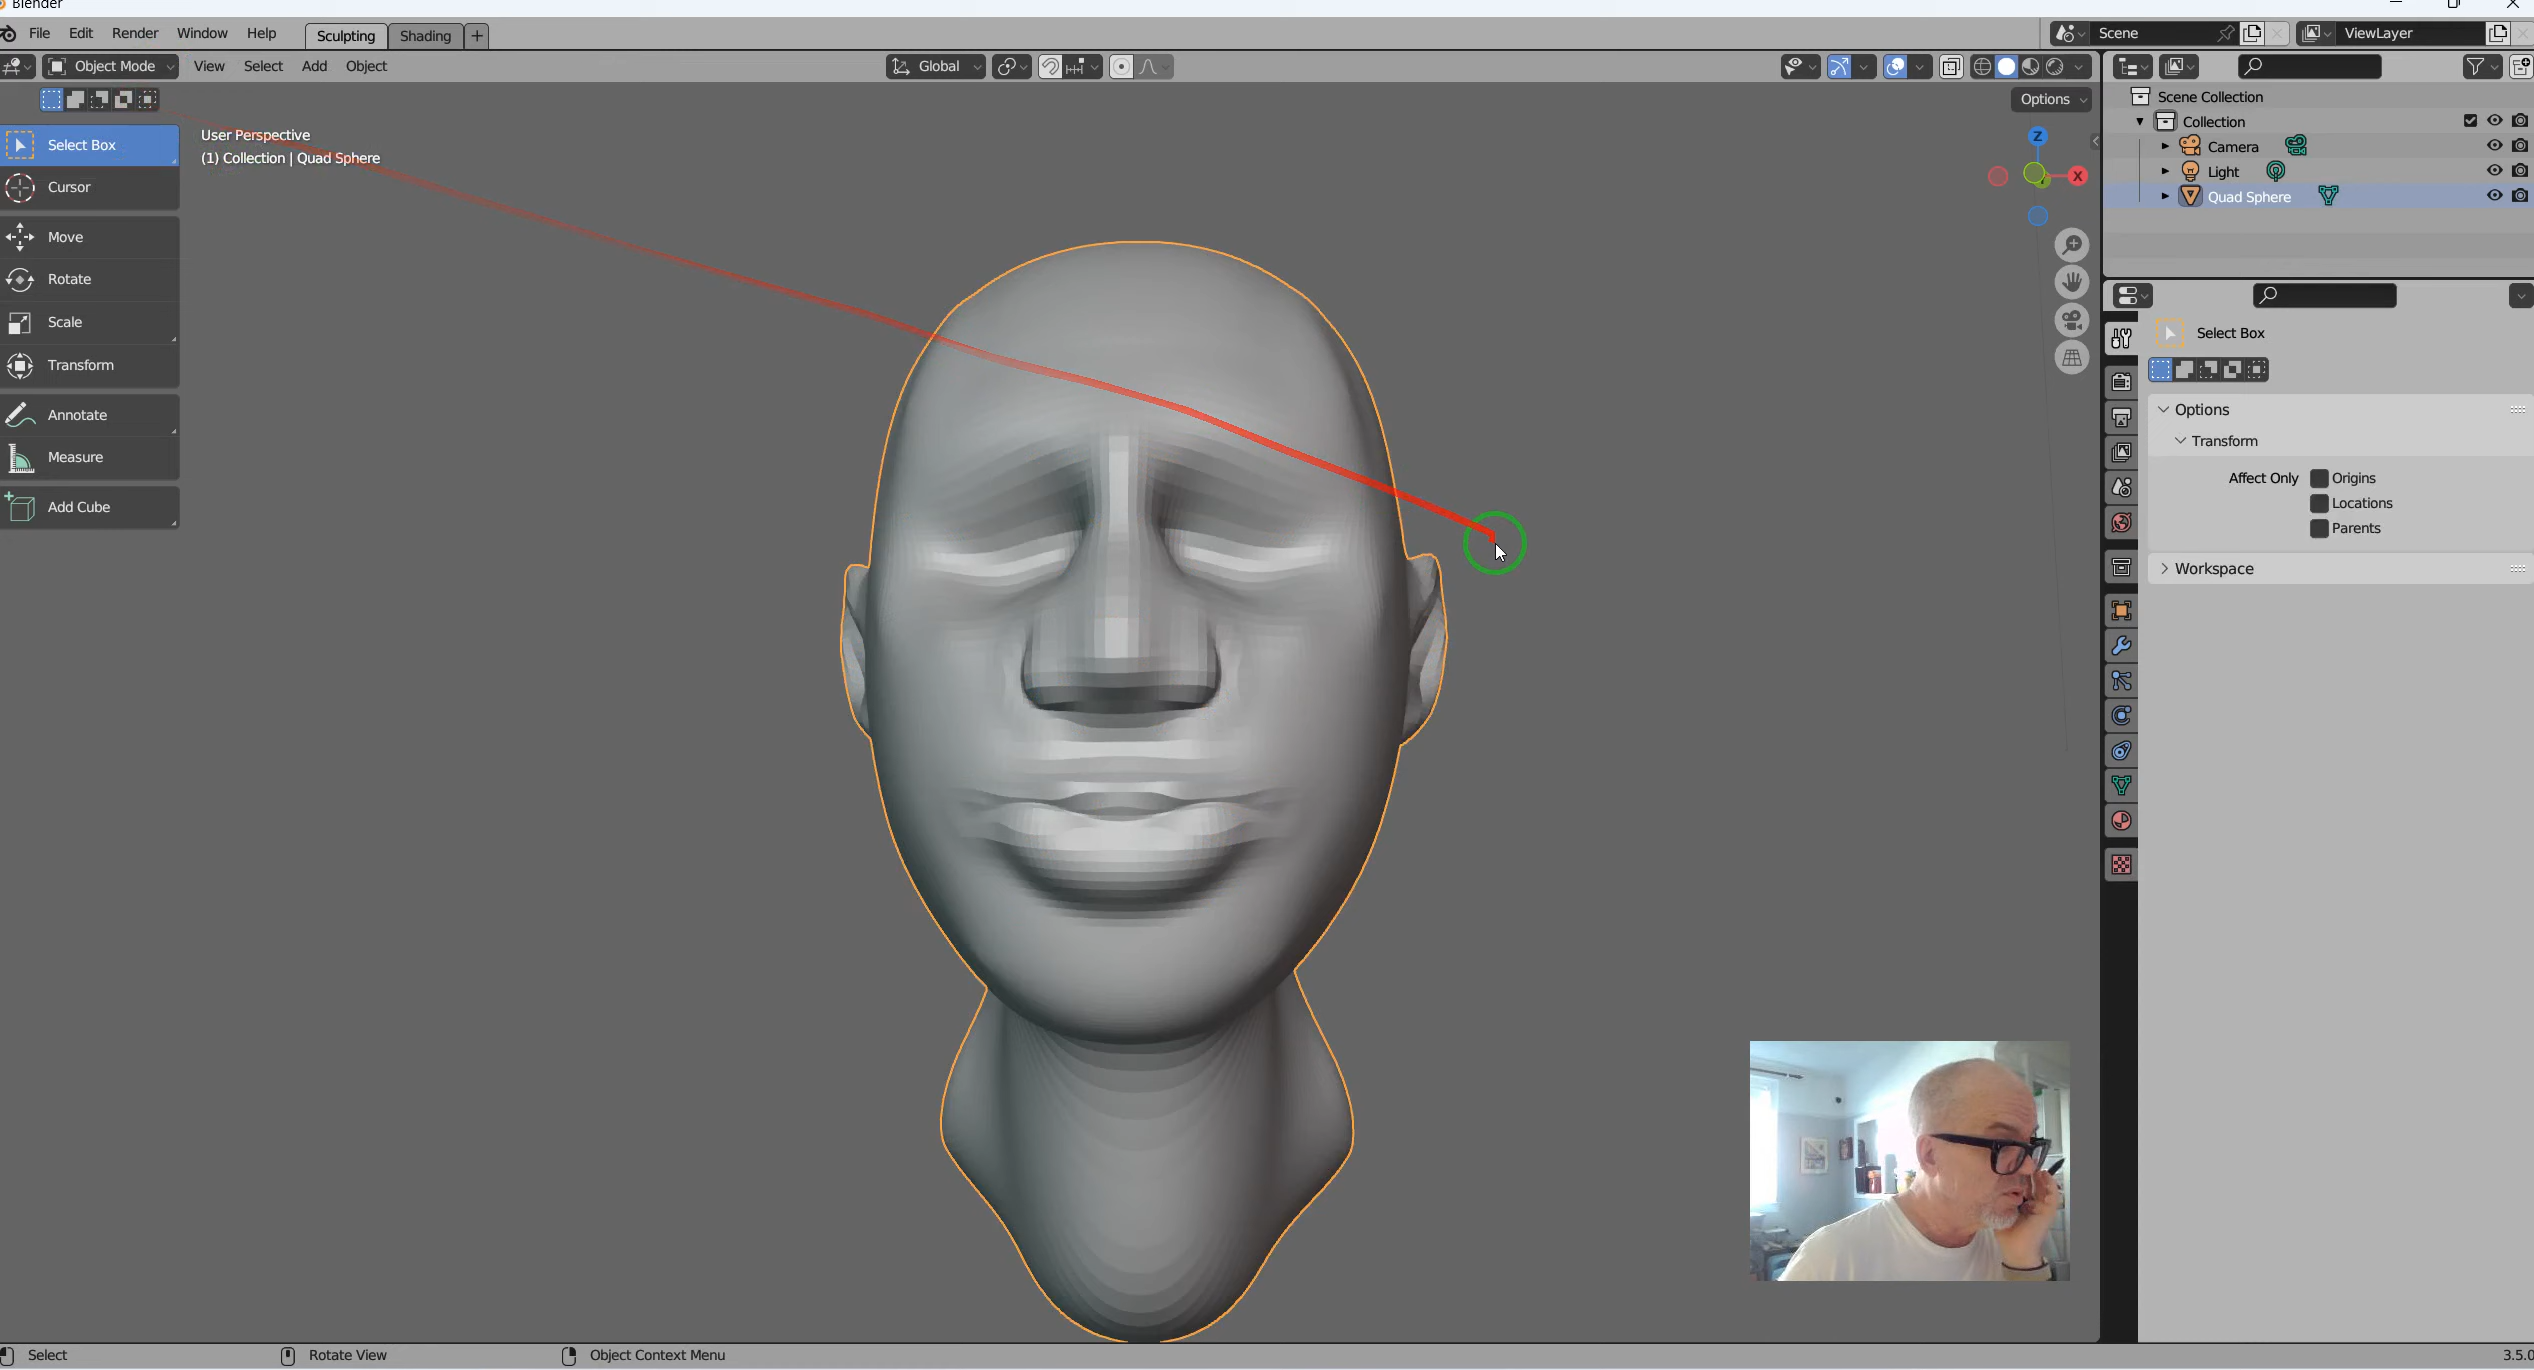 Blender
File Edit Render Window Help Sculpting Shading + Scene ViewLayer
Object Mode View Select Add Object Global
Options
Select Box
User Perspective
(1) Collection | Quad Sphere
Cursor
Move
Rotate
Scale
Transform
Annotate
Measure
Add Cube
Z
X
Scene Collection
Collection
Camera
Light
Quad Sphere
Select Box
Options
Transform
Affect Only Origins
Locations
Parents
Workspace
Select Rotate View Object Context Menu 3.5.0